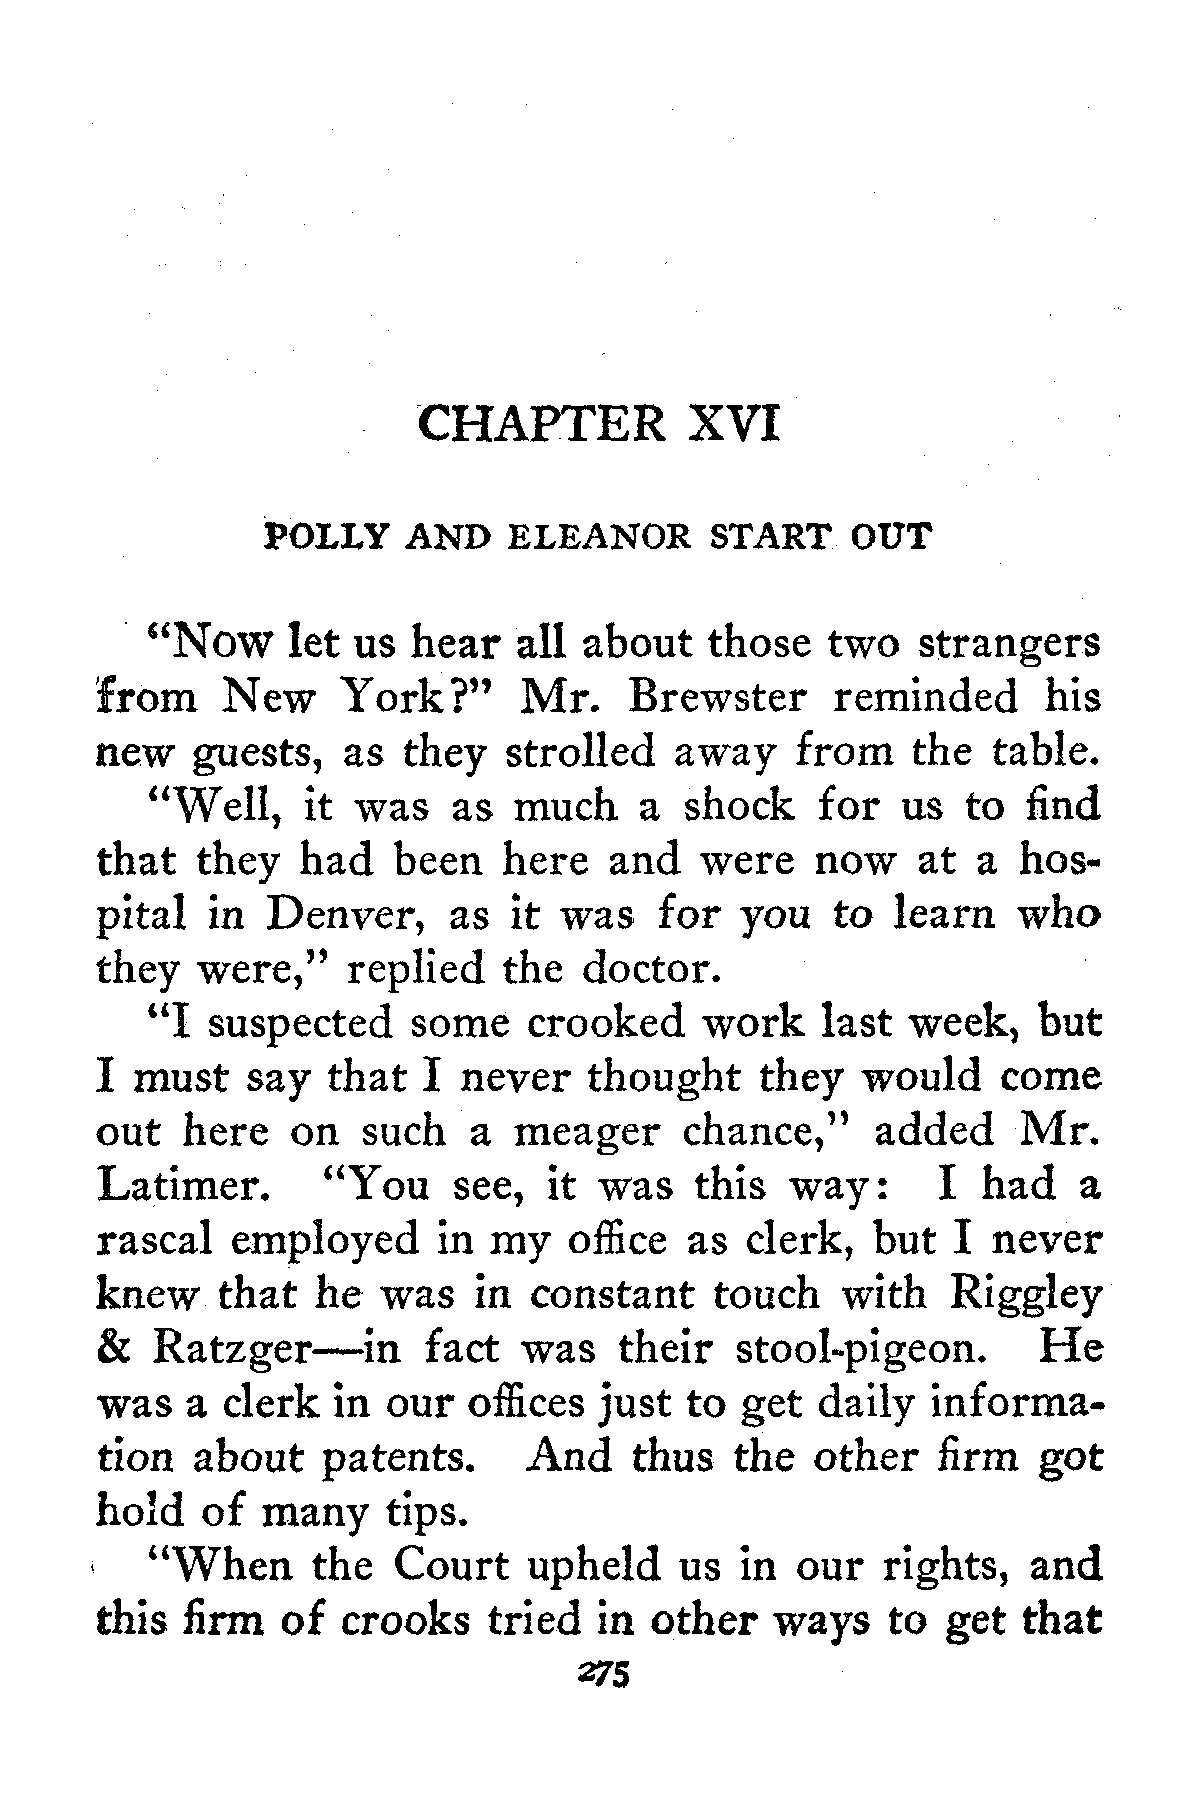 CHAPTER XVI
POLLY AND ELEANOR START OUT
"Now let us hear all about those two strangers
from New York?" Mr. Brewster reminded his
new guests, as they strolled away from the table.
"Well, it was as much a shock for us to find
that they had been here and were now at a hos-
pital in Denver, as it was for you to learn who
they were," replied the doctor.
"I suspected some crooked work last week, but
I must say that I never thought they would come
out here on such a meager chance," added Mr.
Latimer. "You see, it was this way: I had a
rascal employed in my office as clerk, but I never
knew that he was in constant touch with Riggley
& Ratzger—in fact was their stool-pigeon. He
was a clerk in our offices just to get daily informa-
tion about patents. And thus the other firm got
hold of many tips.
"When the Court upheld us in our rights, and
this firm of crooks tried in other ways to get that
275